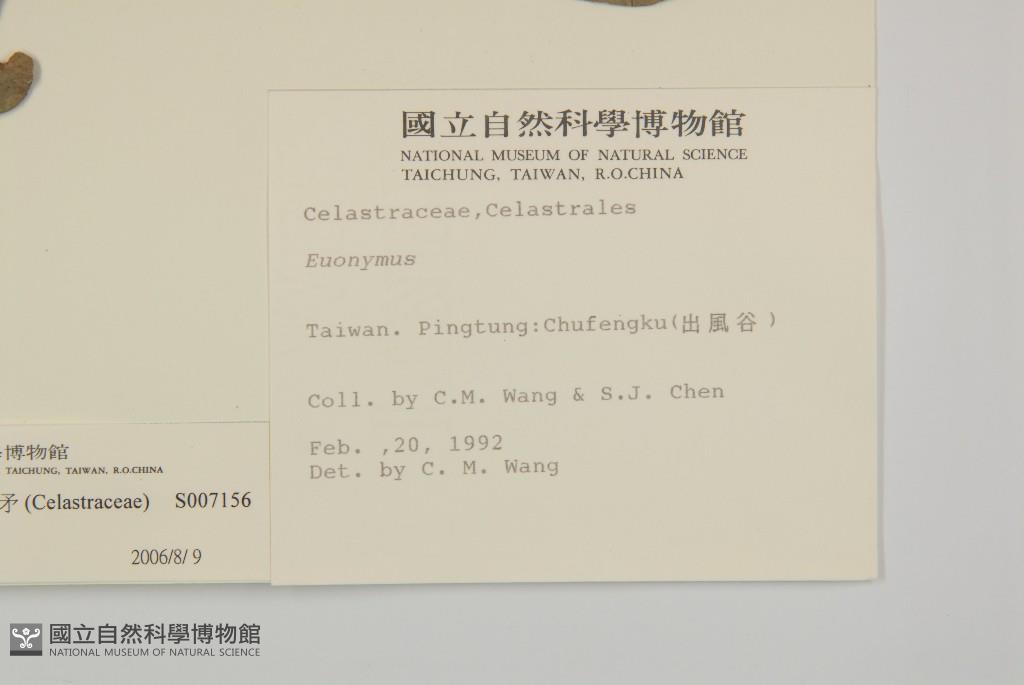 國立自然科學博物館
NATIONAL MUSEUM OF NATURAL SCIENCE
TAICHUNG, TAIWAN, R.O.CHINA
Celastraceae,Celastrales
Euonymus
Taiwan. Pingtung:Chufengku(出風谷)
Coll. by C.M. Wang & S.J. Chen
Feb. ,20, 1992
Det. by C. M. Wang
博物館
TAICHUNG, TAIWAN, R.O.CHINA
矛 (Celastraceae) S007156
2006/8/ 9
國立自然科學博物館
NATIONAL MUSEUM OF NATURAL SCIENCE